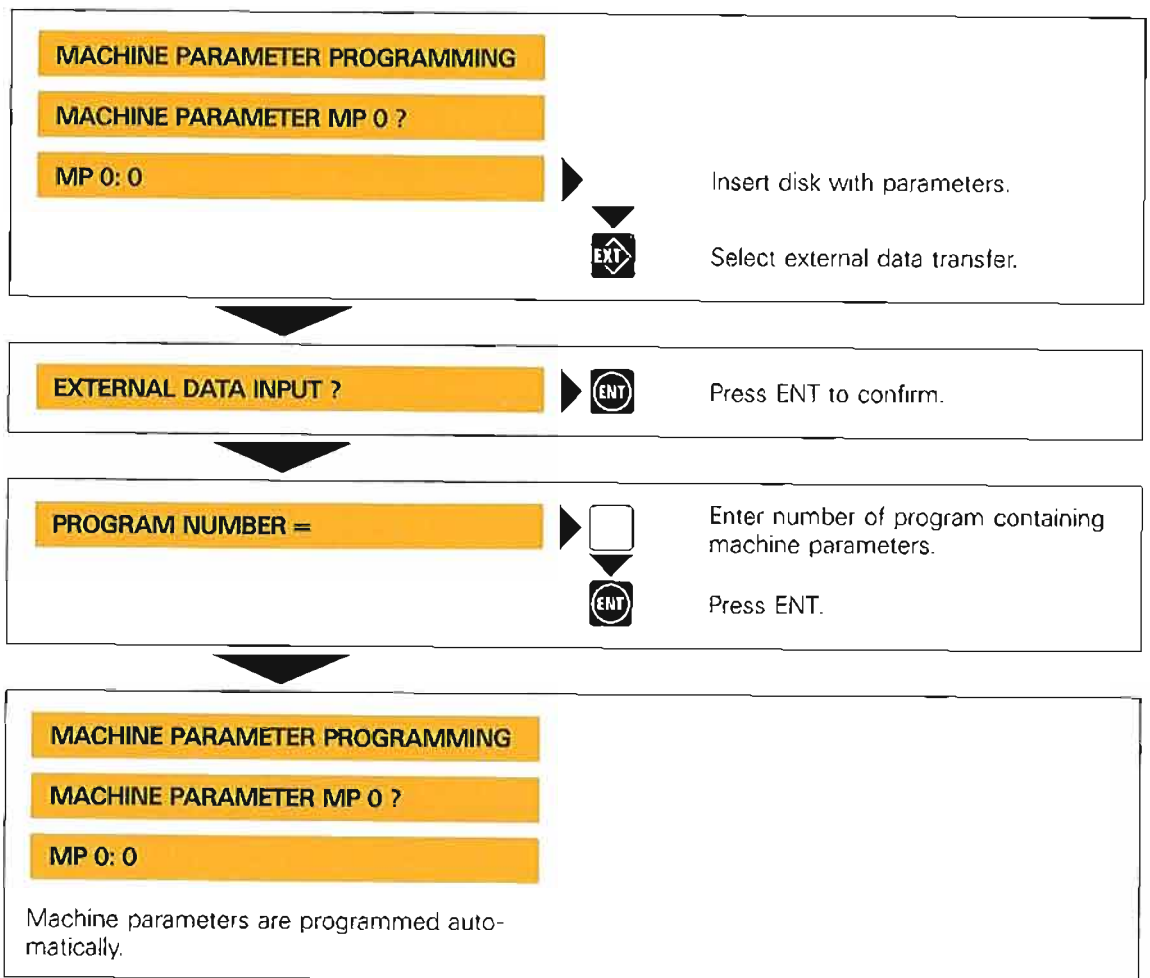 MACHINE PARAMETER PROGRAMMING
MACHINE PARAMETER MP 0 ?
MP 0: 0
Insert disk with parameters.
EXT
Select external data transfer.
EXTERNAL DATA INPUT ?
ENT
Press ENT to confirm.
PROGRAM NUMBER =
Enter number of program containing
machine parameters.
ENT
Press ENT.
MACHINE PARAMETER PROGRAMMING
MACHINE PARAMETER MP 0 ?
MP 0: 0
Machine parameters are programmed auto-
matically.